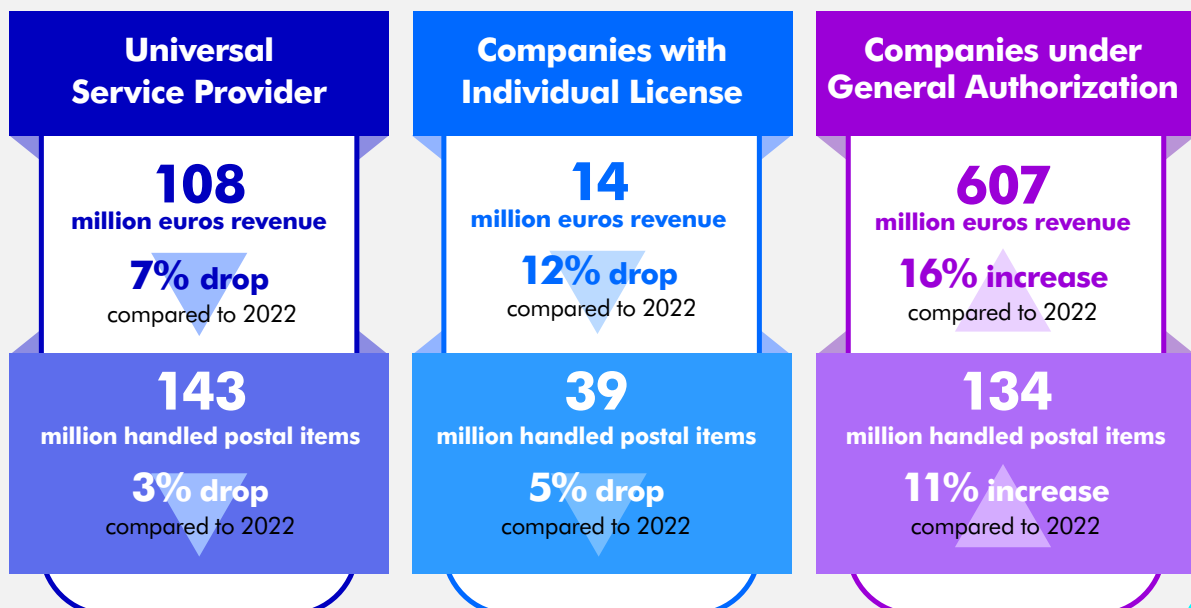 Universal
Service Provider
108
million euros revenue
7% drop
compared to 2022
143
million handled postal items
3% drop
compared to 2022
Companies with
Individual License
14
million euros revenue
12% drop
compared to 2022
39
million handled postal items
5% drop
compared to 2022
Companies under
General Authorization
607
million euros revenue
16% increase
compared to 2022
134
million handled postal items
11% increase
compared to 2022